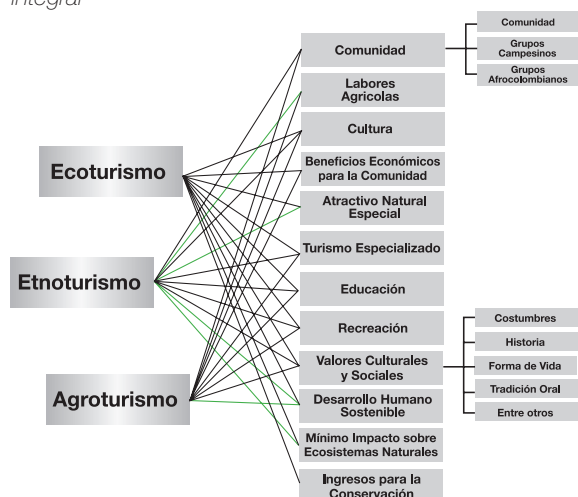 integral
Ecoturismo
Etnoturismo
Agroturismo
Comunidad
Labores
Agricolas
Cultura
Beneficios Económicos
para la Comunidad
Atractivo Natural
Especial
Turismo Especializado
Educación
Recreación
Valores Culturales
y Sociales
Desarrollo Humano
Sostenible
Mínimo Impacto sobre
Ecosistemas Naturales
Ingresos para la
Conservación
Comunidad
Grupos
Campesinos
Grupos
Afrocolombianos
Costumbres
Historia
Forma de Vida
Tradición Oral
Entre otros